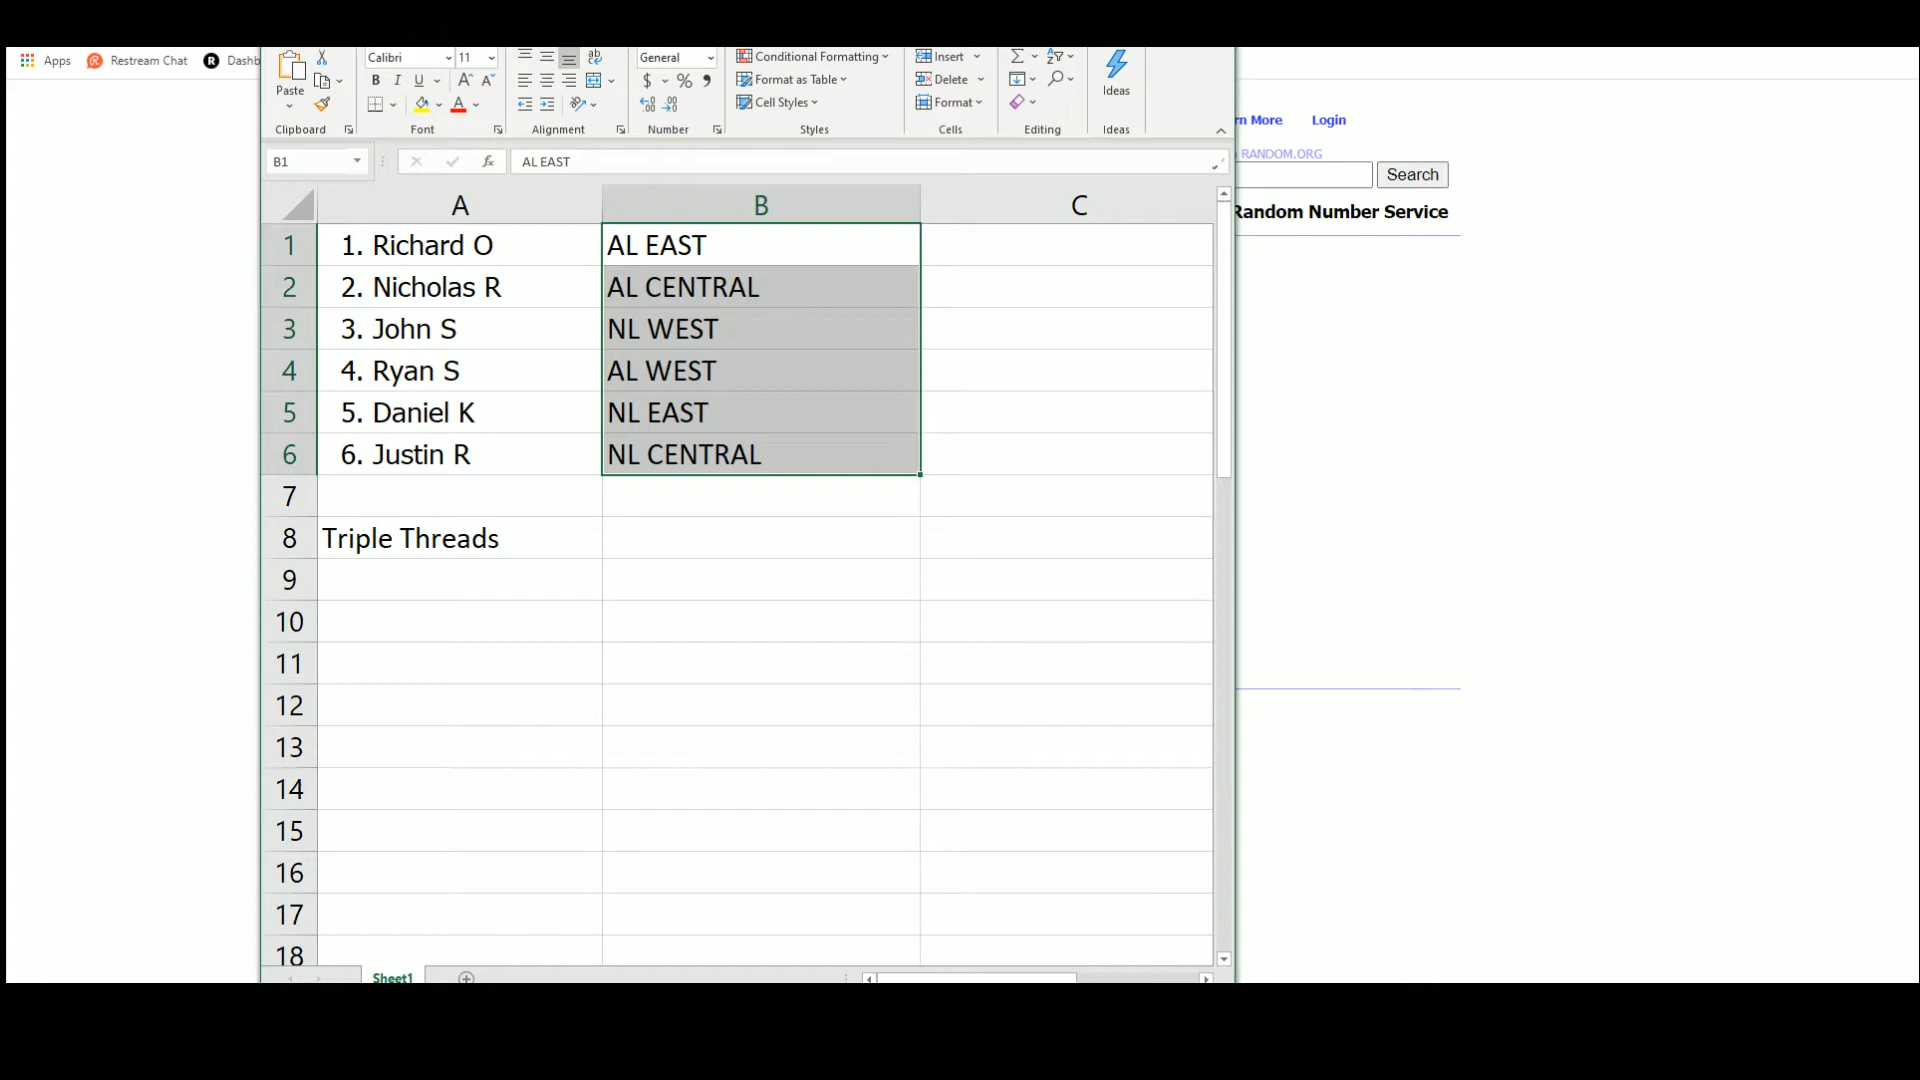 Apps Restream Chat Dashb
Paste
Clipboard
Calibri 11
B I U A A
A
Font
Alignment
General
$ %
Number
Conditional Formatting
Format as Table
Cell Styles
Styles
Insert
Delete
Format
Cells
Editing
Ideas
Ideas
rn More Login
RANDOM.ORG
Search
Random Number Service
B1 fx AL EAST
A B C
1 1. Richard O AL EAST
2 2. Nicholas R AL CENTRAL
3 3. John S NL WEST
4 4. Ryan S AL WEST
5 5. Daniel K NL EAST
6 6. Justin R NL CENTRAL
7
8 Triple Threads
9
10
11
12
13
14
15
16
17
18
Sheet1